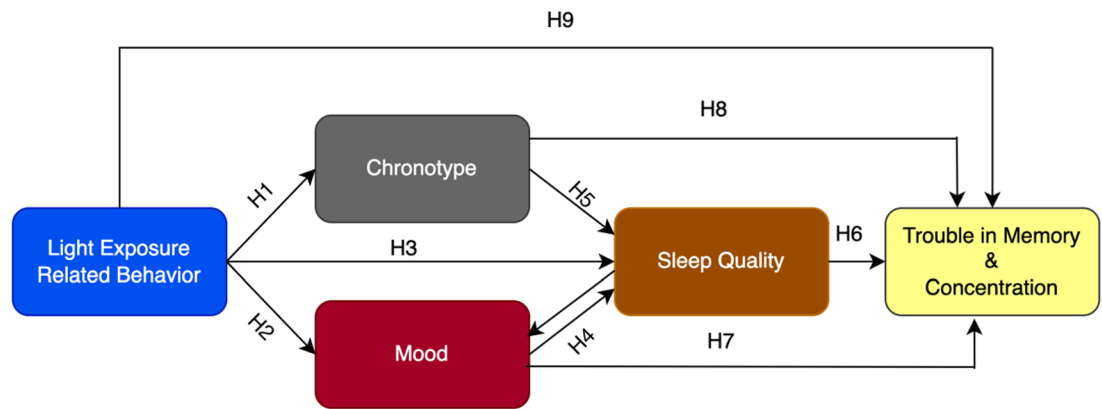 H9
H8
Chronotype
H1
H5
Light Exposure
Related Behavior
H3
Sleep Quality
H6
Trouble in Memory
&
Concentration
H2
Mood
H4
H7